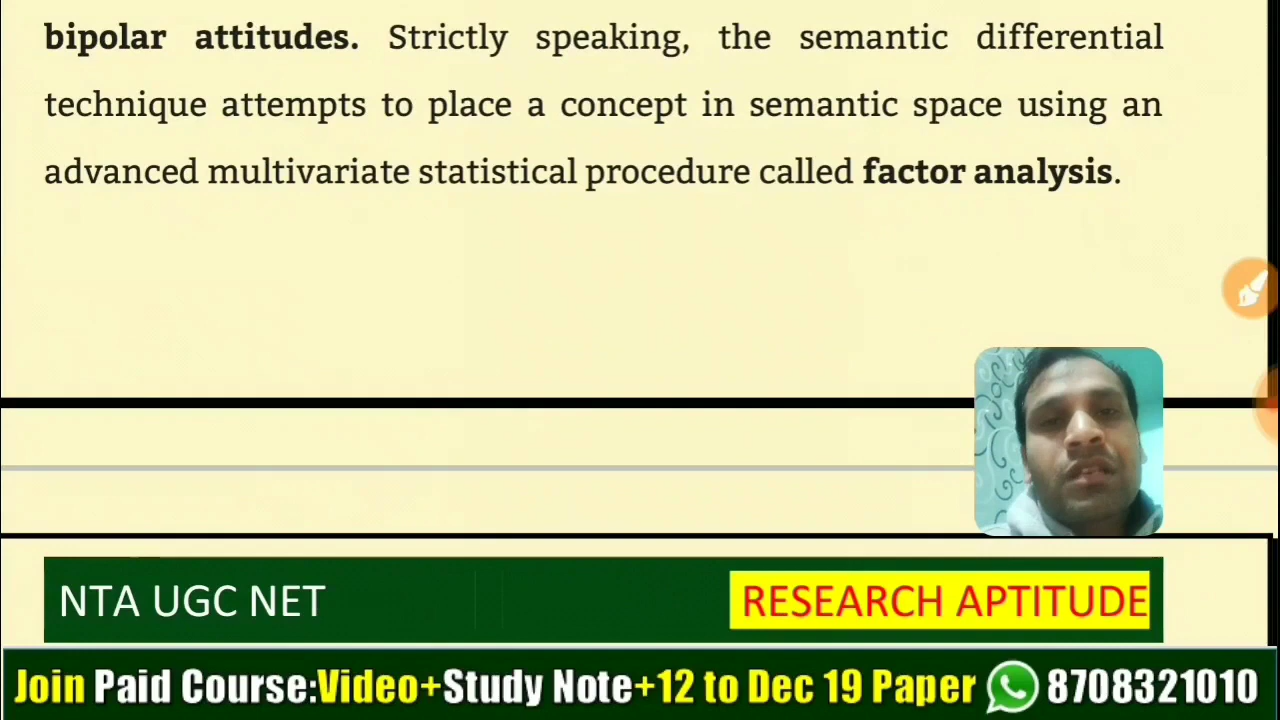 bipolar attitudes. Strictly speaking, the semantic differential
technique attempts to place a concept in semantic space using an
advanced multivariate statistical procedure called factor analysis.
NTA UGC NET
RESEARCH APTITUDE
Join Paid Course:Video+Study Note+12 to Dec 19 Paper 8708321010